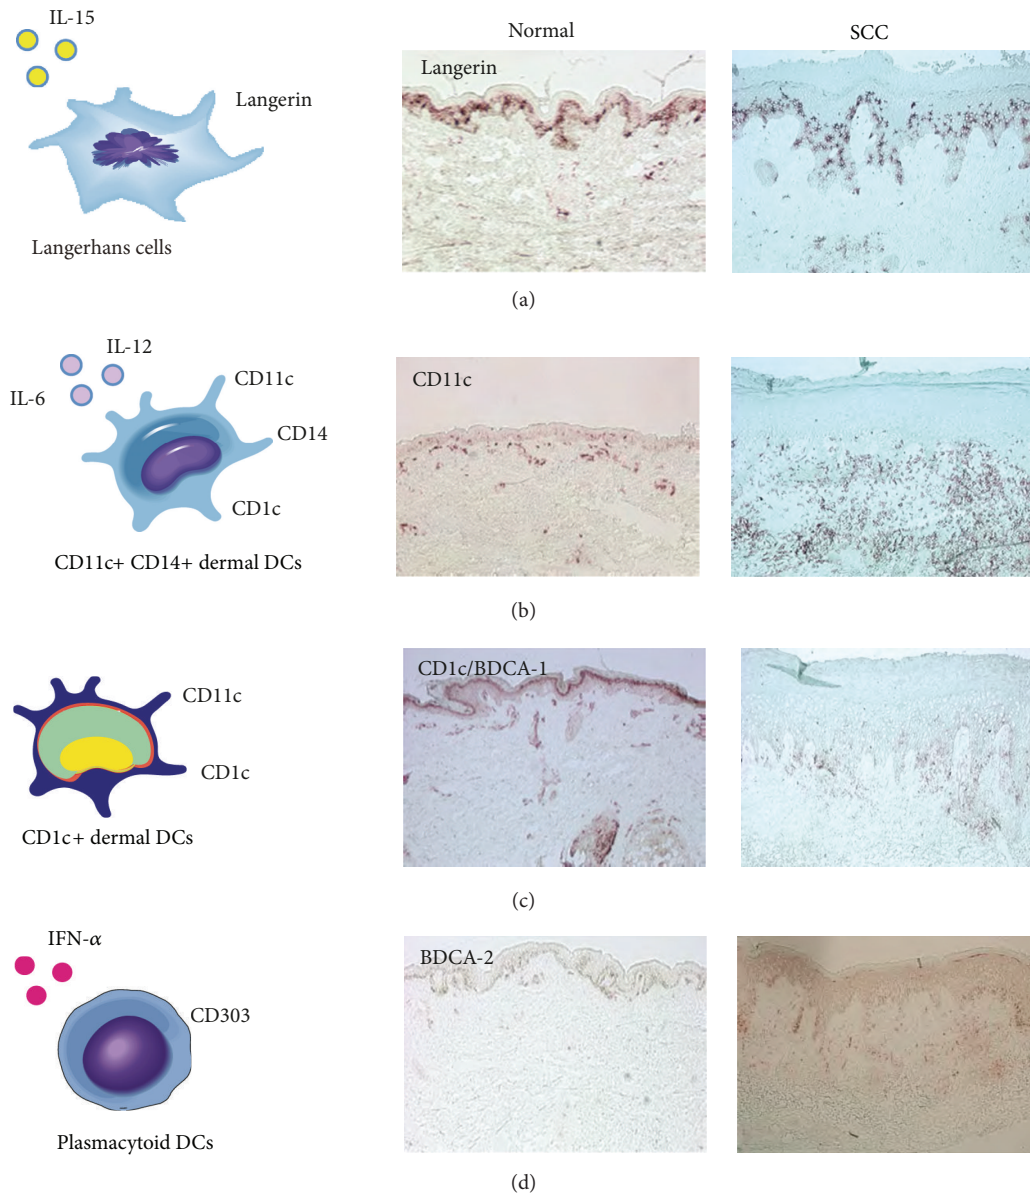 IL-15
Normal
SCC
Langerin
Langerin
Langerhans cells
(a)
IL-12
IL-6
CD11c
CD14
CD1c
CD11c+ CD14+ dermal DCs
CD11c
(b)
CD11c
CD1c
CD1c+ dermal DCs
CD1c/BDCA-1
(c)
IFN-α
CD303
Plasmacytoid DCs
BDCA-2
(d)